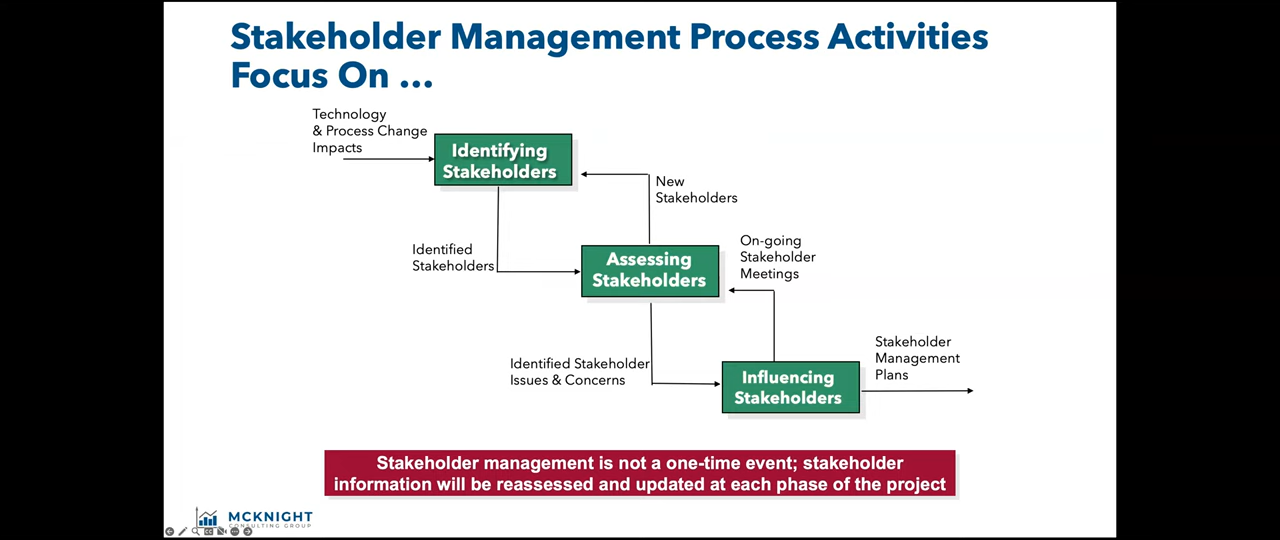 Stakeholder Management Process Activities
Focus On ...
Technology
& Process Change
Impacts
Identifying
Stakeholders
New
Stakeholders
Identified
Stakeholders
Assessing
Stakeholders
On-going
Stakeholder
Meetings
Identified Stakeholder
Issues & Concerns
Influencing
Stakeholders
Stakeholder
Management
Plans
Stakeholder management is not a one-time event; stakeholder
information will be reassessed and updated at each phase of the project
MCKNIGHT
CONSULTING GROUP